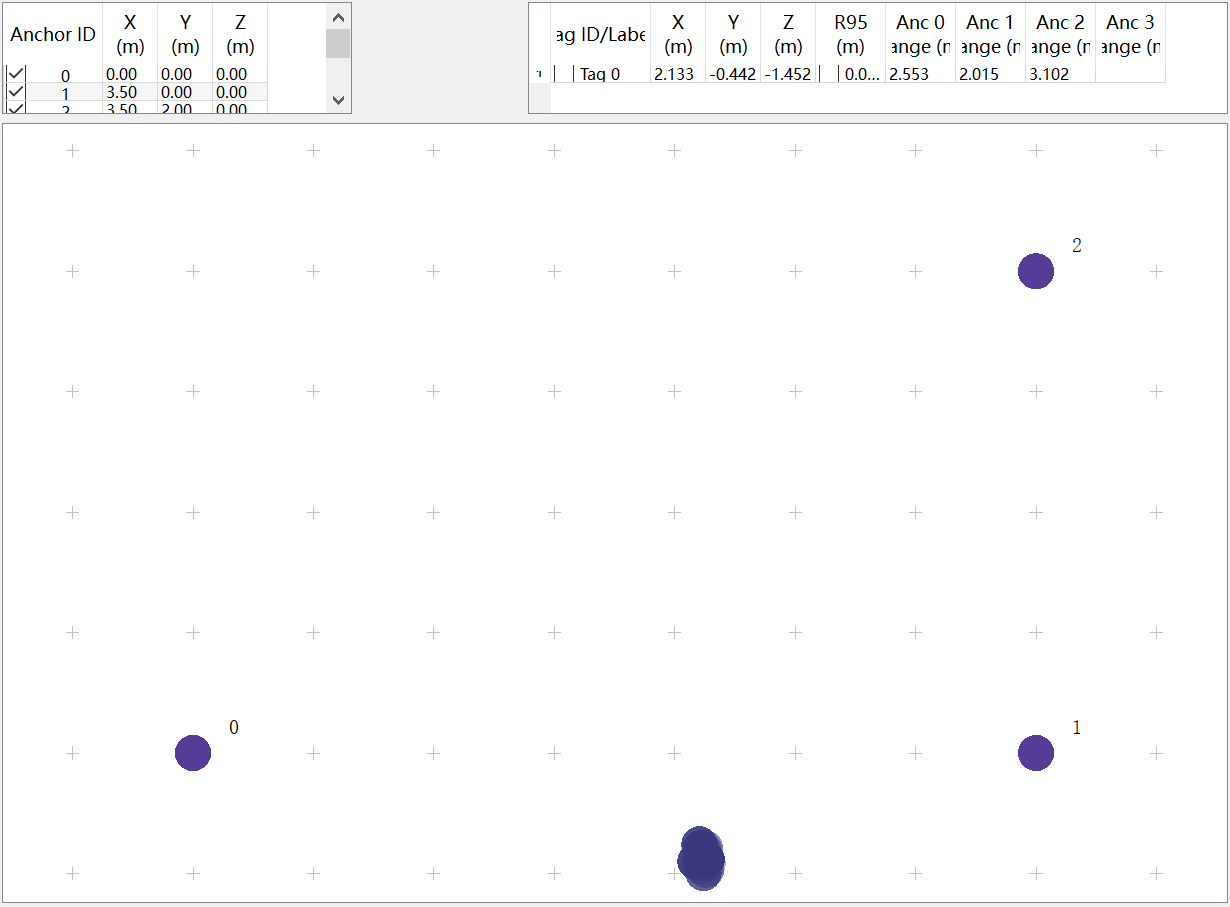 Anchor ID X Y Z
(m) (m) (m)
0 0.00 0.00 0.00
1 3.50 0.00 0.00
2 3.50 2.00 0.00
ag ID/Labe X Y Z R95 Anc 0 Anc 1 Anc 2 Anc 3
(m) (m) (m) (m) ange (r ange (r ange (r ange (r
1 Tag 0 2.133 -0.442 -1.452 0.0... 2.553 2.015 3.102
2
0
1